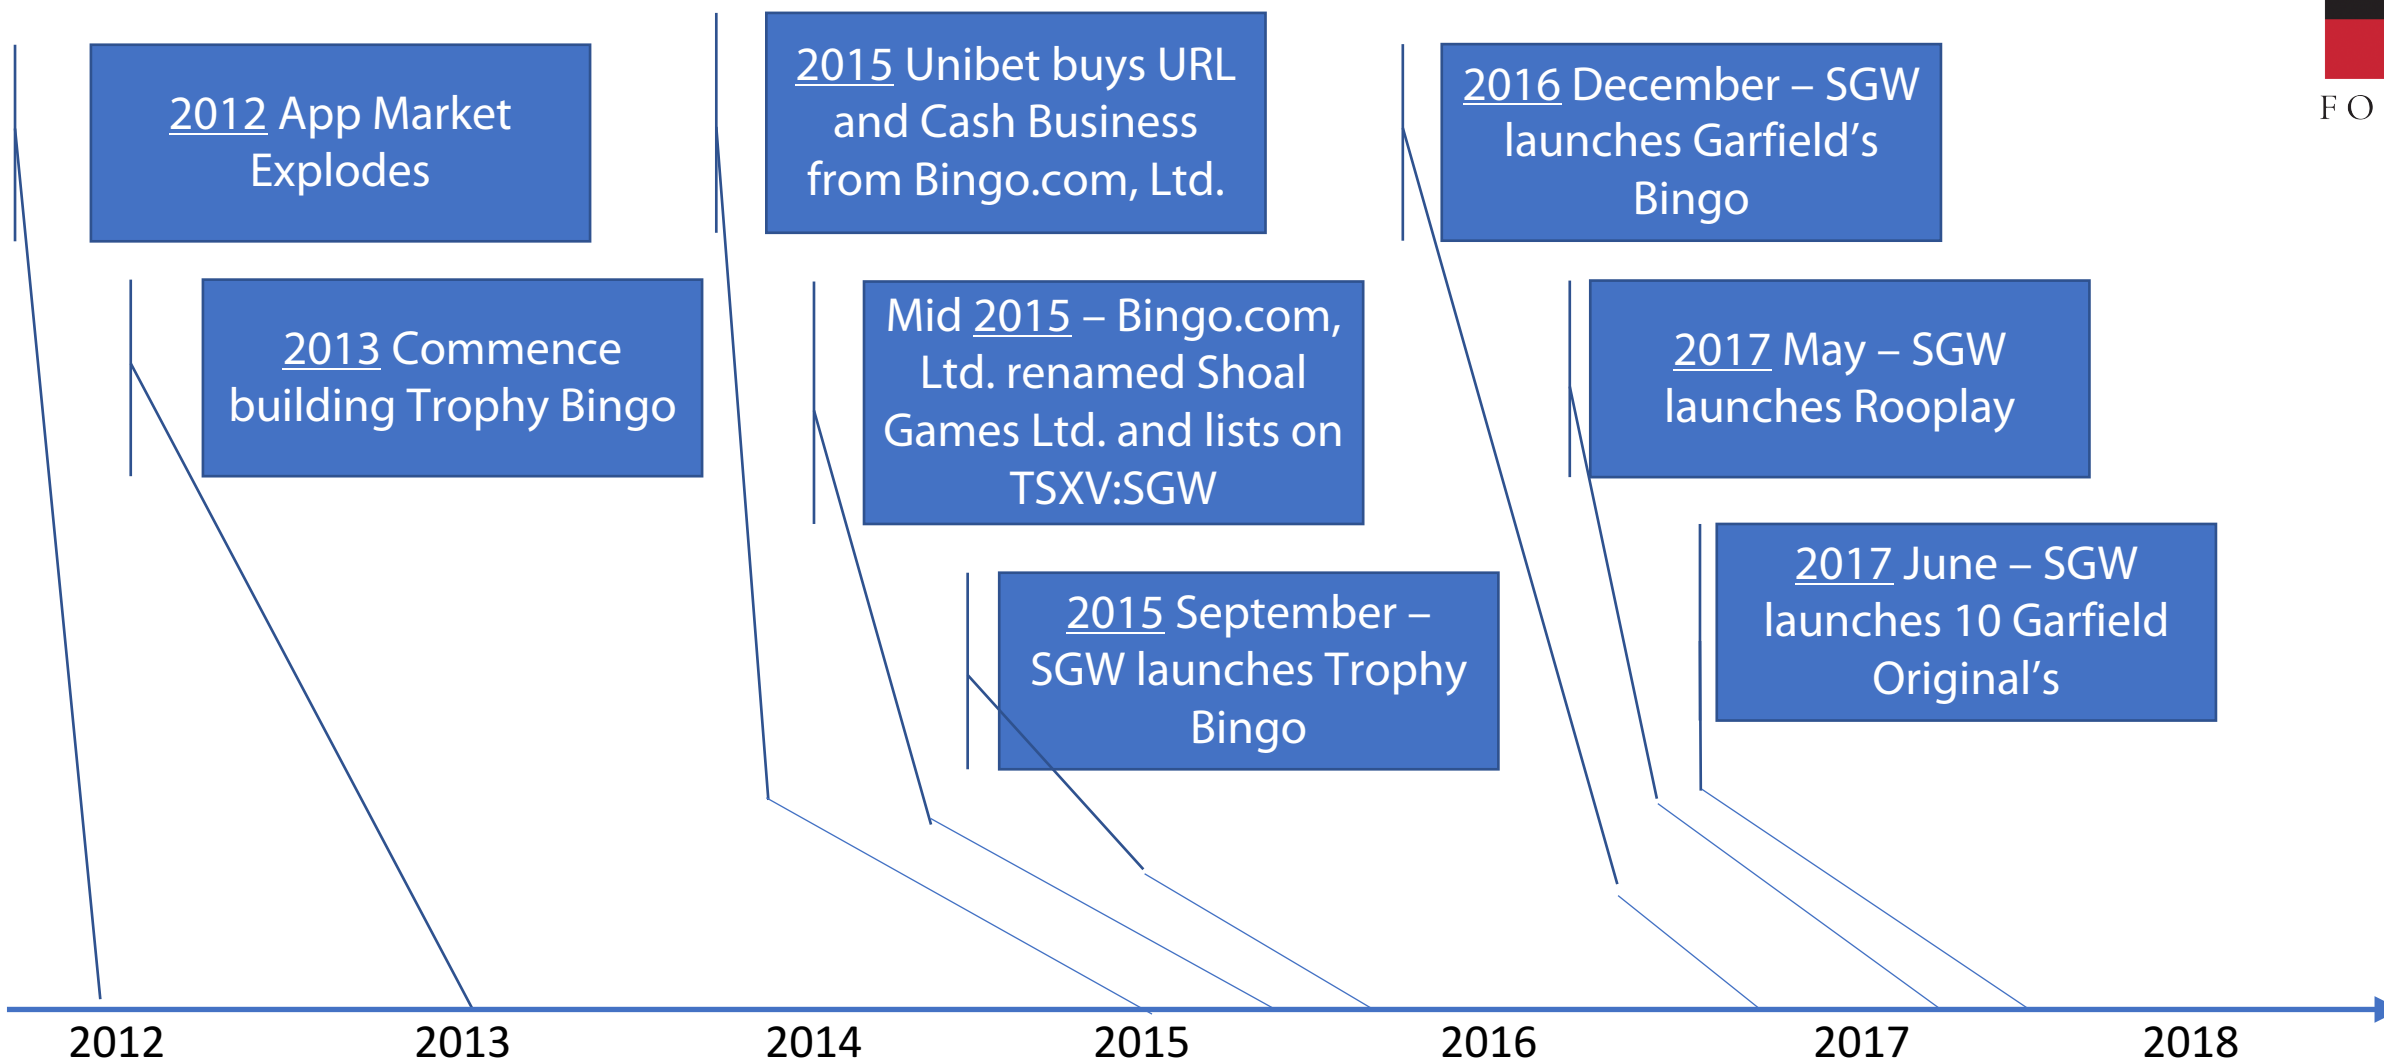 2012 App Market
Explodes
2013 Commence
building Trophy Bingo
2015 Unibet buys URL
and Cash Business
from Bingo.com, Ltd.
Mid 2015 – Bingo.com,
Ltd. renamed Shoal
Games Ltd. and lists on
TSXV:SGW
2015 September –
SGW launches Trophy
Bingo
2016 December – SGW
launches Garfield’s
Bingo
2017 May – SGW
launches Rooplay
2017 June – SGW
launches 10 Garfield
Original’s
FO
2012 2013 2014 2015 2016 2017 2018